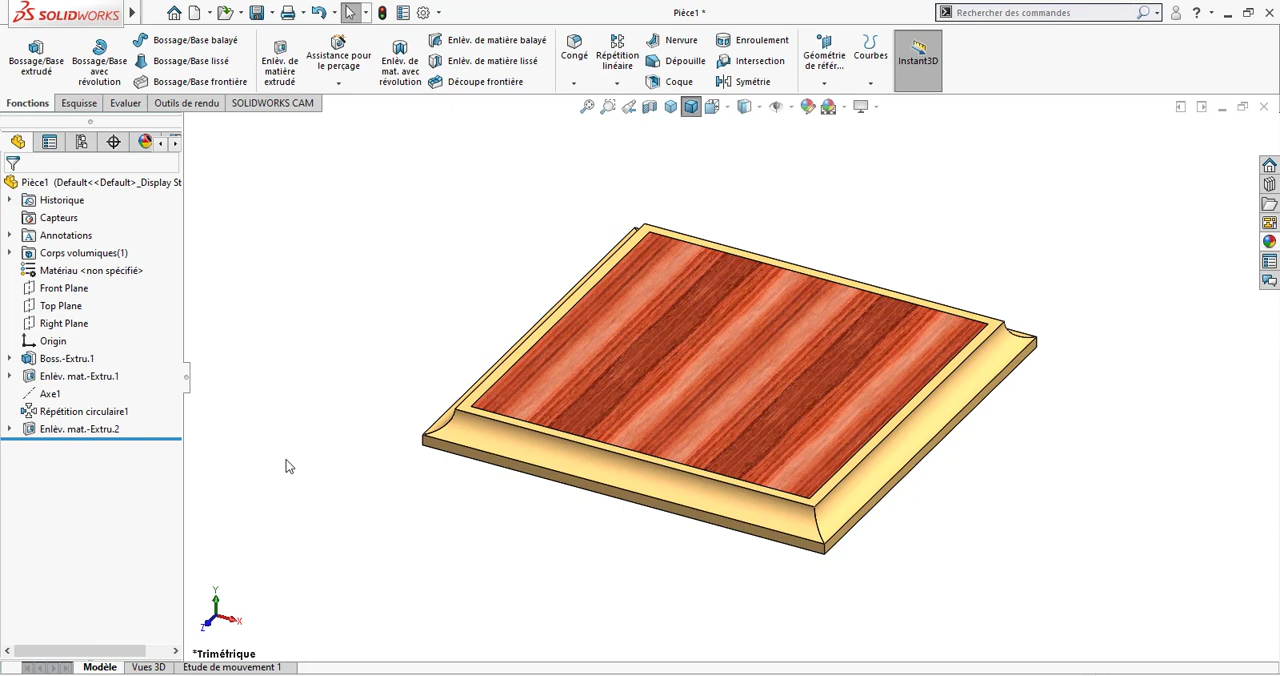 SOLIDWORKS
Pièce1 *
Rechercher des commandes
Bossage/Base
extrudé
Bossage/Base
avec
révolution
Bossage/Base balayé
Bossage/Base lissé
Bossage/Base frontière
Enlèv. de
matière
extrudé
Assistance pour
le perçage
Enlèv. de
mat. avec
révolution
Enlèv. de matière balayé
Enlèv. de matière lissé
Découpe frontière
Congé
Répétition
linéaire
Nervure
Dépouille
Coque
Enroulement
Intersection
Symétrie
Géométrie
de référ...
Courbes
Instant3D
Fonctions
Esquisse
Evaluer
Outils de rendu
SOLIDWORKS CAM
Pièce1 (Default<<Default>_Display St
Historique
Capteurs
Annotations
Corps volumiques(1)
Matériau <non spécifié>
Front Plane
Top Plane
Right Plane
Origin
Boss.-Extru.1
Enlèv. mat.-Extru.1
Axe1
Répétition circulaire1
Enlèv. mat.-Extru.2
Y
X
Z
*Trimétrique
Modèle
Vues 3D
Etude de mouvement 1